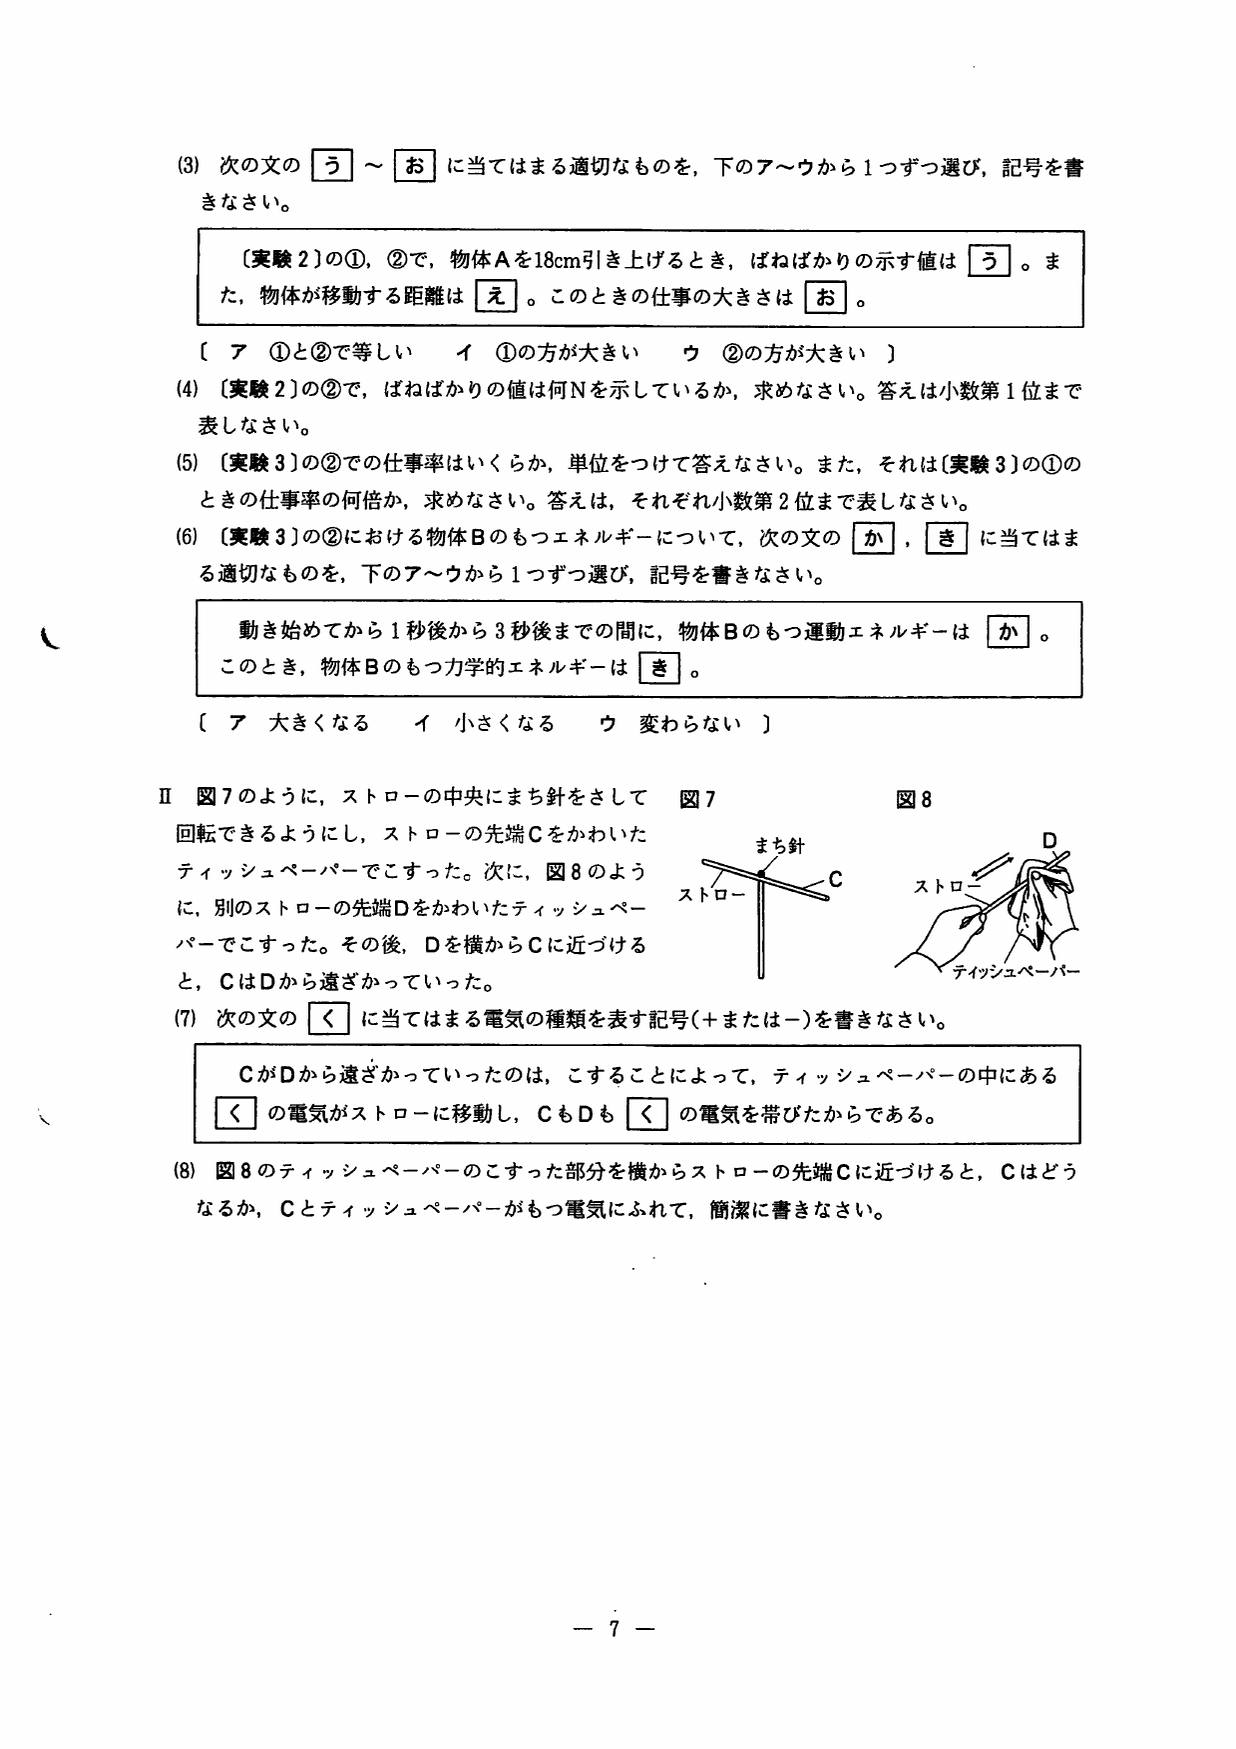 (3) 次の文の う ～ お に当てはまる適切なものを，下のア～ウから1つずつ選び，記号を書
きなさい。
〔実験2〕の①，②で，物体Aを18cm引き上げるとき，ばねばかりの示す値は う 。ま
た，物体が移動する距離は え 。このときの仕事の大きさは お 。
〔 ア ①と②で等しい イ ①の方が大きい ウ ②の方が大きい 〕
(4) 〔実験2〕の②で，ばねばかりの値は何Nを示しているか，求めなさい。答えは小数第1位まで
表しなさい。
(5) 〔実験3〕の②での仕事率はいくらか，単位をつけて答えなさい。また，それは〔実験3〕の①の
ときの仕事率の何倍か，求めなさい。答えは，それぞれ小数第2位まで表しなさい。
(6) 〔実験3〕の②における物体Bのもつエネルギーについて，次の文の か ， き に当てはま
る適切なものを，下のア～ウから1つずつ選び，記号を書きなさい。
動き始めてから1秒後から3秒後までの間に，物体Bのもつ運動エネルギーは か 。
このとき，物体Bのもつ力学的エネルギーは き 。
〔 ア 大きくなる イ 小さくなる ウ 変わらない 〕
Ⅱ 図7のように，ストローの中央にまち針をさして
回転できるようにし，ストローの先端Cをかわいた
ティッシュペーパーでこすった。次に，図8のよう
に，別のストローの先端Dをかわいたティッシュペー
パーでこすった。その後，Dを横からCに近づける
と，CはDから遠ざかっていった。
図7
まち針
C
ストロー
図8
D
ストロー
ティッシュペーパー
(7) 次の文の く に当てはまる電気の種類を表す記号(＋または－)を書きなさい。
CがDから遠ざかっていったのは，こすることによって，ティッシュペーパーの中にある
く の電気がストローに移動し，CもDも く の電気を帯びたからである。
(8) 図8のティッシュペーパーのこすった部分を横からストローの先端Cに近づけると，Cはどう
なるか，Cとティッシュペーパーがもつ電気にふれて，簡潔に書きなさい。
― 7 ―